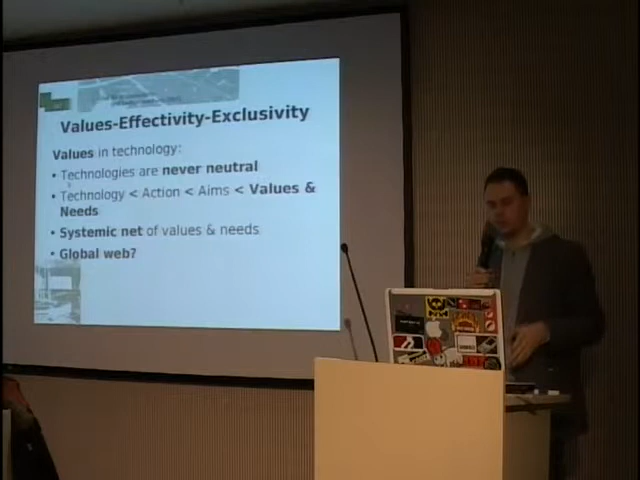 Values-Effectivity-Exclusivity
Values in technology:
• Technologies are never neutral
• Technology < Action < Aims < Values &
Needs
• Systemic net of values & needs
• Global web?